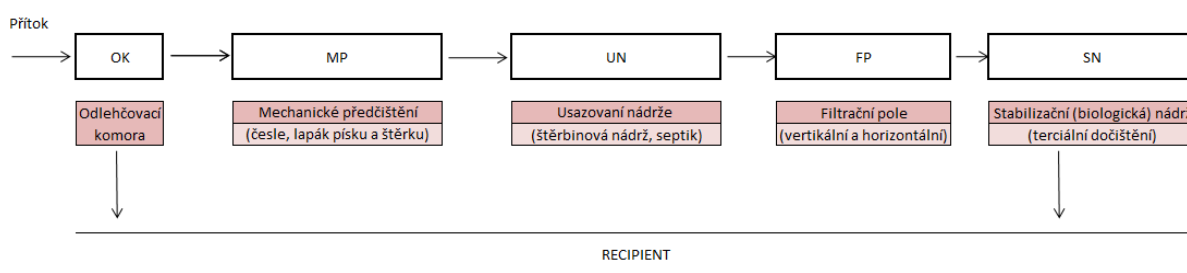 Přítok
OK
MP
UN
FP
SN
Odlehčovací
komora
Mechanické předčištění
(česle, lapák písku a štěrku)
Usazovaní nádrže
(štěrbinová nádrž, septik)
Filtrační pole
(vertikální a horizontální)
Stabilizační (biologická) nádrž
(terciální dočištění)
RECIPIENT